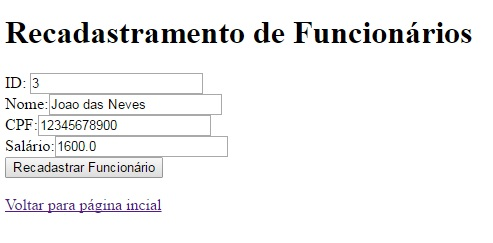 Recadastramento de Funcionários
ID: 3
Nome: Joao das Neves
CPF: 12345678900
Salário: 1600.0
Recadastrar Funcionário
Voltar para página incial